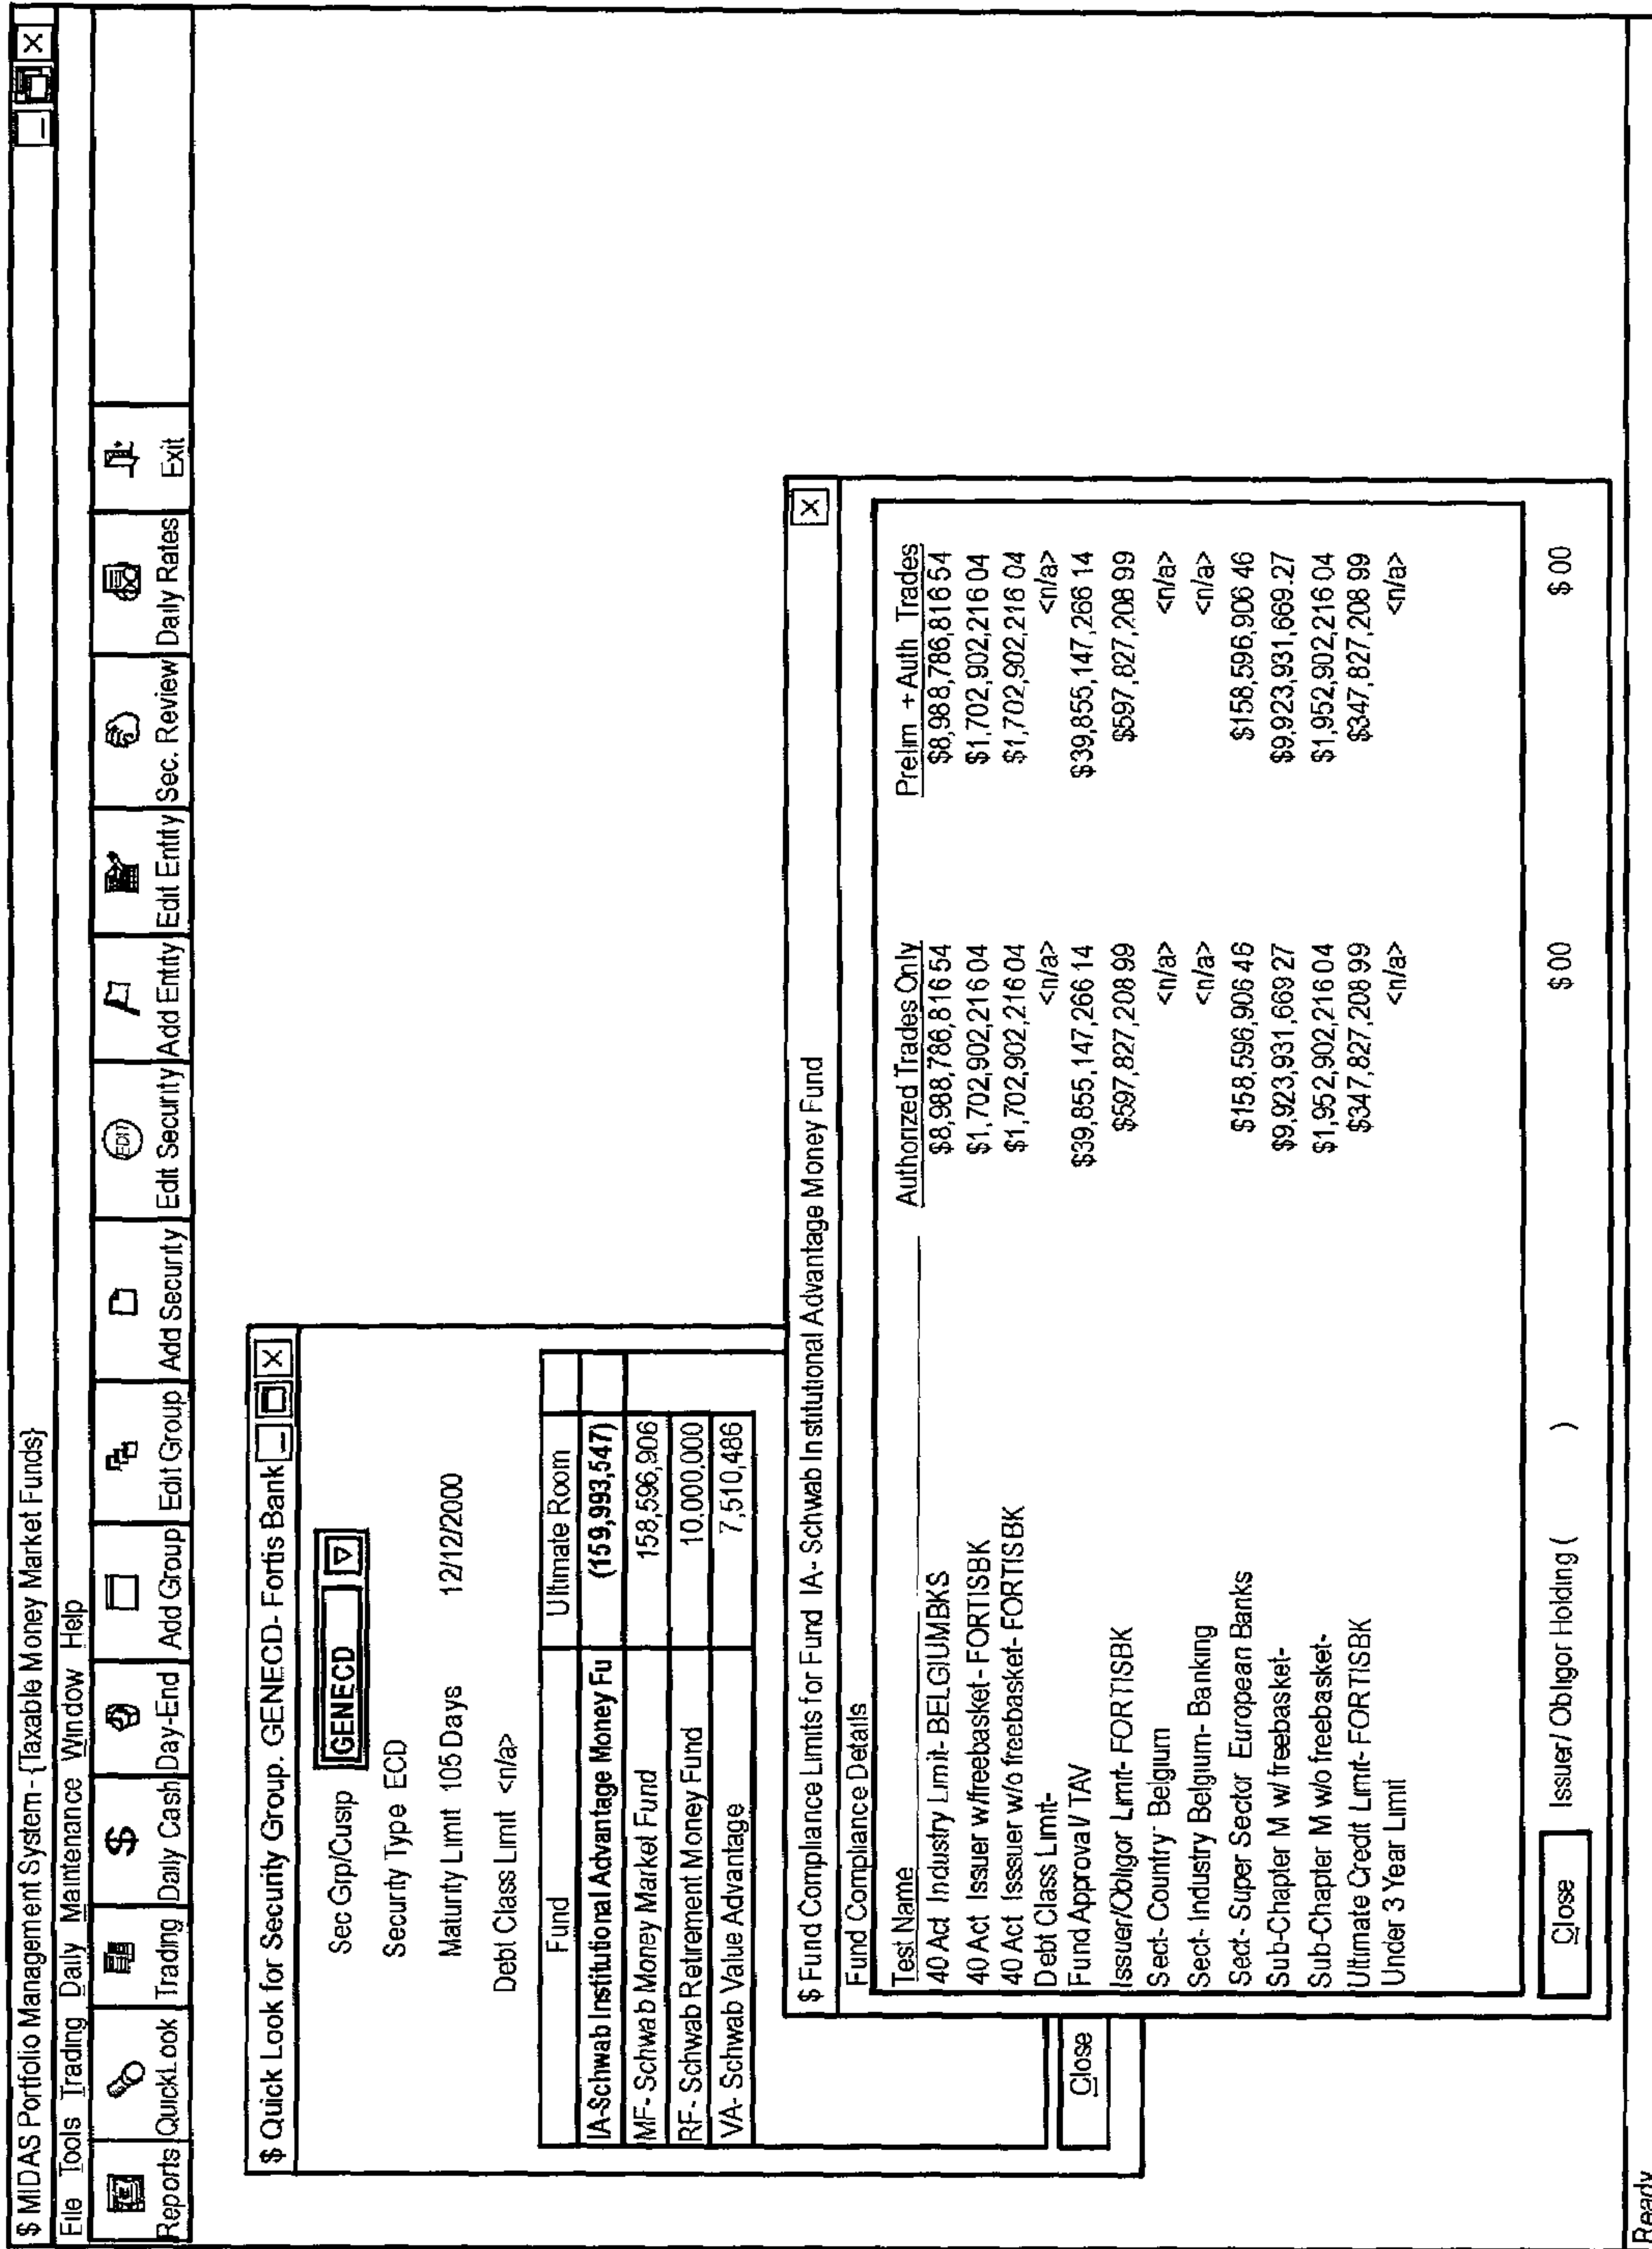 $ MIDAS Portfolio Management System - {Taxable Money Market Funds}
File Tools Trading Daily Maintenance Window Help
Reports QuickLook Trading Daily Cash Day-End Add Group Edit Group Add Security Edit Security Add Entity Edit Entity Sec. Review Daily Rates Exit
EDIT
$ Quick Look for Security Group. GENECD- Fortis Bank
Sec Grp/Cusip GENECD
Security Type ECD
Maturity Limit 105 Days 12/12/2000
Debt Class Limit <n/a>
Fund Ultimate Room
IA-Schwab Institutional Advantage Money Fu (159,993,547)
MF- Schwab Money Market Fund 158,596,906
RF- Schwab Retirement Money Fund 10,000,000
VA- Schwab Value Advantage 7,510,486
Close
$ Fund Compliance Limits for Fund IA- Schwab Institutional Advantage Money Fund
Fund Compliance Details
Test Name Authorized Trades Only Prelim +Auth Trades
40 Act Industry Limit- BELGIUMBKS $8,988,786,816 54 $8,988,786,816 54
40 Act Issuer w/freebasket- FORTISBK $1,702,902,216 04 $1,702,902,216 04
40 Act Isssuer w/o freebasket- FORTISBK $1,702,902,216 04 $1,702,902,216 04
Debt Class Limit- <n/a> <n/a>
Fund Approval/ TAV $39,855,147,266 14 $39,855,147,266 14
Issuer/Obligor Limit- FORTISBK $597,827,208 99 $597,827,208 99
Sect- Country- Belgium <n/a> <n/a>
Sect- Industry Belgium- Banking <n/a> <n/a>
Sect- Super Sector European Banks $158,596,906 46 $158,596,906 46
Sub-Chapter M w/ freebasket- $9,923,931,669 27 $9,923,931,669.27
Sub-Chapter M w/o freebasket- $1,952,902,216 04 $1,952,902,216 04
Ultimate Credit Limit- FORTISBK $347,827,208 99 $347,827,208 99
Under 3 Year Limit <n/a> <n/a>
Close Issuer/ Obligor Holding ( ) $ 00 $ 00
Ready